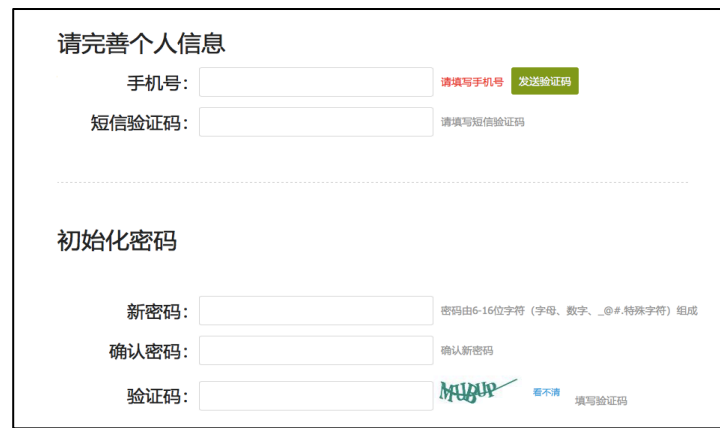 请完善个人信息
手机号： 请填写手机号 发送验证码
短信验证码： 请填写短信验证码
初始化密码
新密码： 密码由6-16位字符（字母、数字、_@#.特殊字符）组成
确认密码： 确认新密码
验证码： MUBUP 看不清 填写验证码